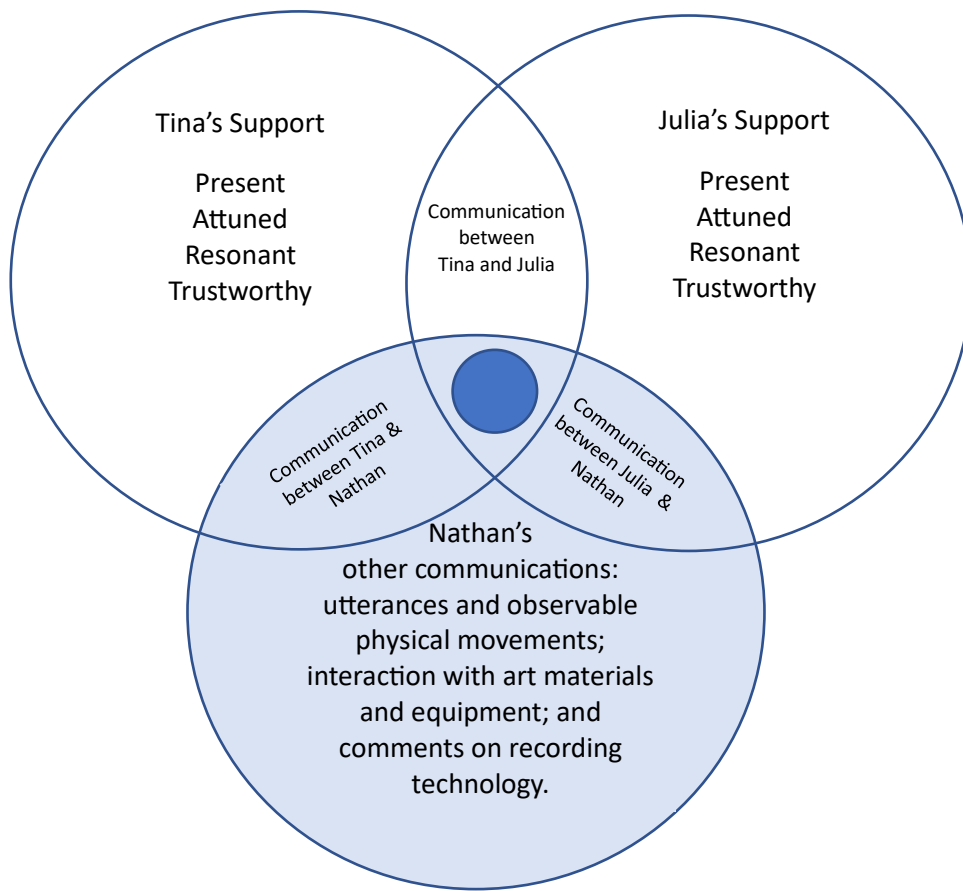 Tina’s Support
Present
Attuned
Resonant
Trustworthy
Julia’s Support
Present
Attuned
Resonant
Trustworthy
Communication
between
Tina and Julia
Communication
between Tina &
Nathan
Communication
between Julia &
Nathan
Nathan’s
other communications:
utterances and observable
physical movements;
interaction with art materials
and equipment; and
comments on recording
technology.